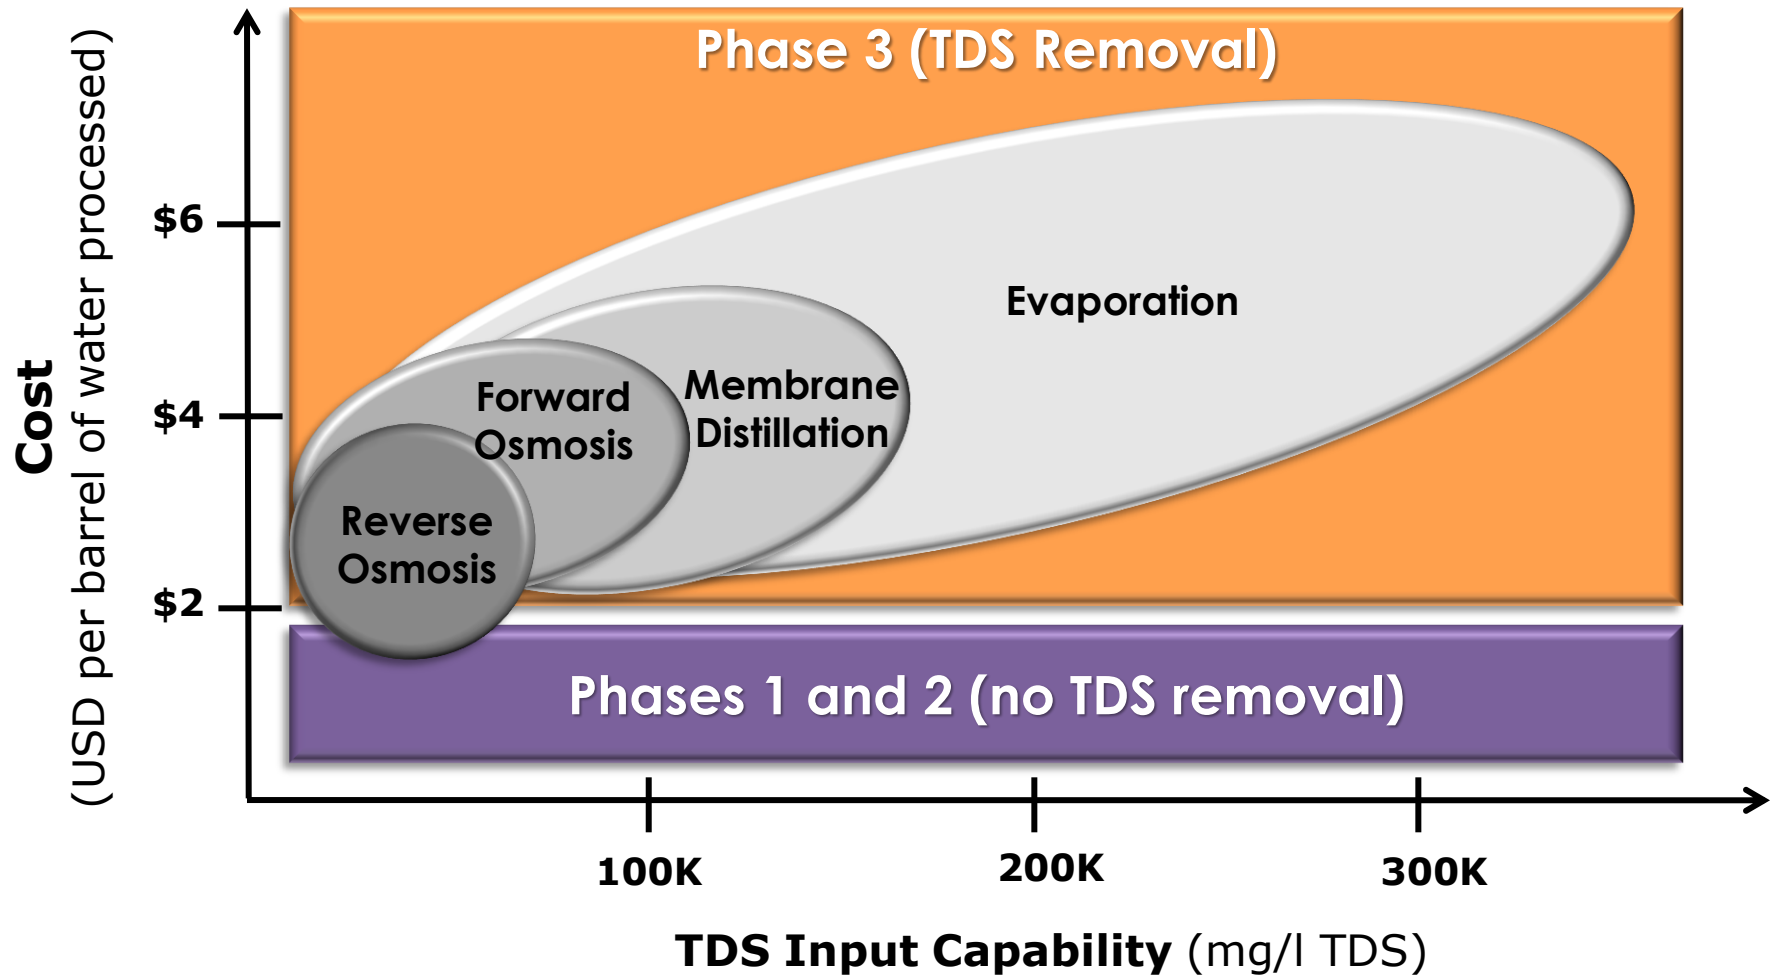 Phase 3 (TDS Removal)
Cost
(USD per barrel of water processed)
$6
$4
$2
Evaporation
Membrane
Distillation
Forward
Osmosis
Reverse
Osmosis
Phases 1 and 2 (no TDS removal)
100K
200K
300K
TDS Input Capability (mg/l TDS)